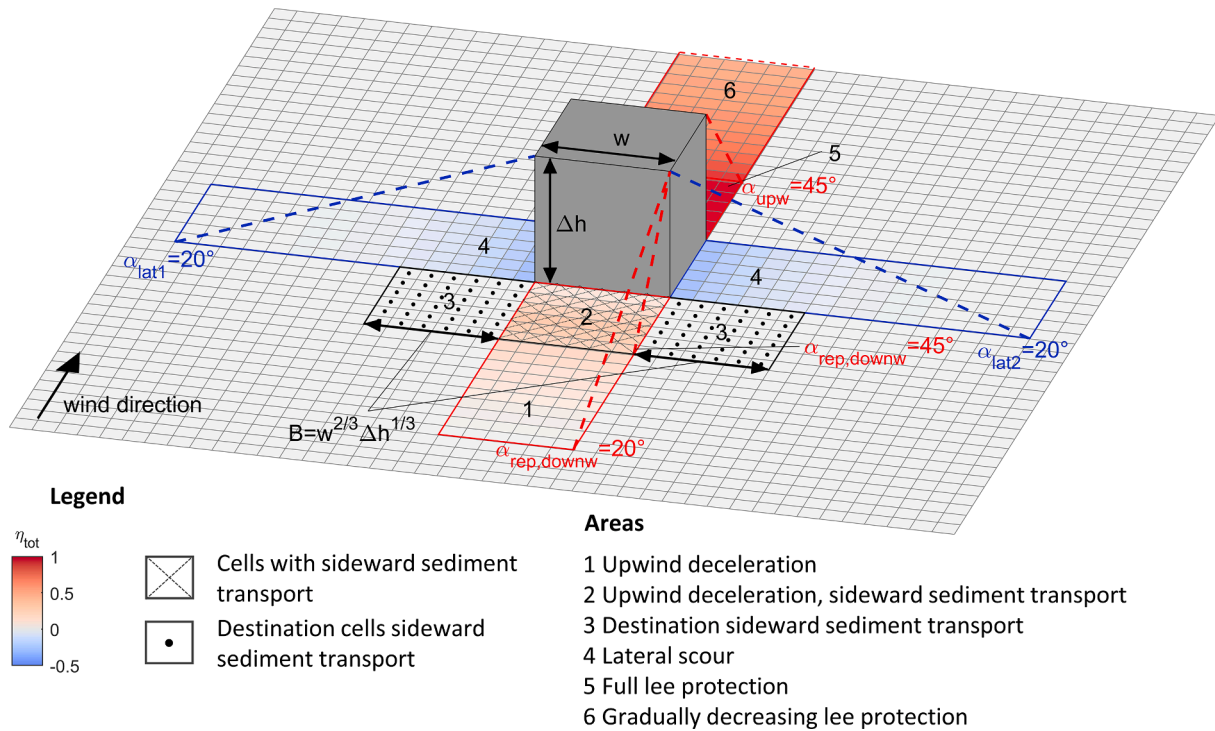 6
w
5
α_upw=45°
Δh
4
4
α_lat1=20°
3
2
3
α_rep,downw=45°
α_lat2=20°
wind direction
1
B=w^2/3 Δh^1/3
α_rep,downw=20°
Legend
η_tot
1
0
-0.5
Cells with sideward sediment
transport
Destination cells sideward
sediment transport
Areas
1 Upwind deceleration
2 Upwind deceleration, sideward sediment transport
3 Destination sideward sediment transport
4 Lateral scour
5 Full lee protection
6 Gradually decreasing lee protection